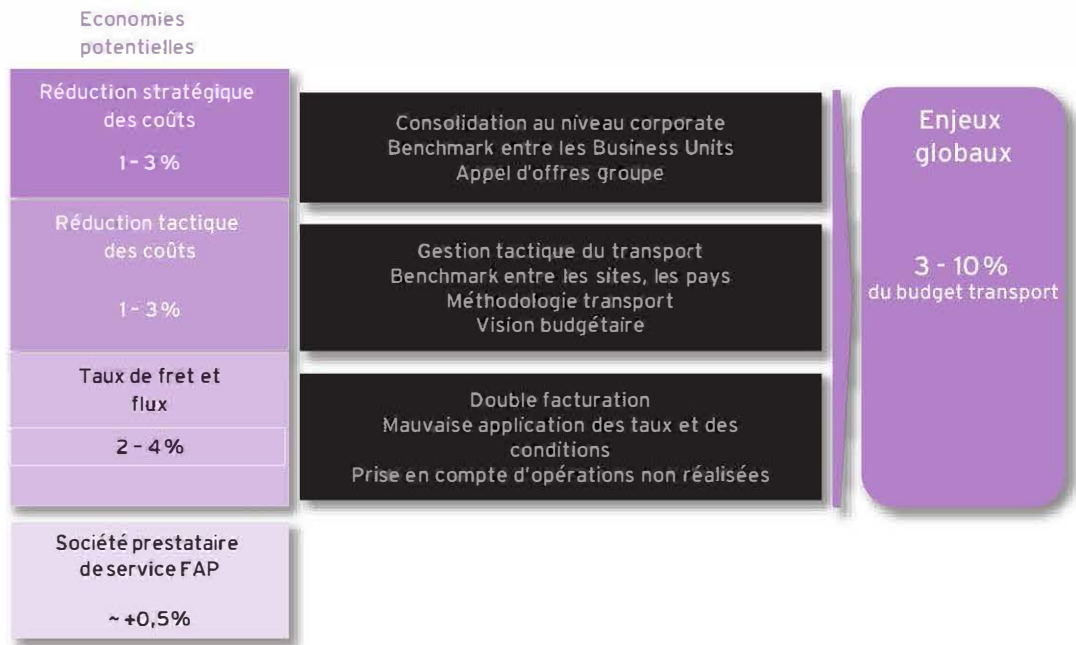 Economies
potentielles
Réduction stratégique
des coûts
1 - 3 %
Consolidation au niveau corporate
Benchmark entre les Business Units
Appel d'offres groupe
Réduction tactique
des coûts
1 - 3 %
Gestion tactique du transport
Benchmark entre les sites, les pays
Méthodologie transport
Vision budgétaire
Taux de fret et
flux
2 - 4 %
Double facturation
Mauvaise application des taux et des
conditions
Prise en compte d'opérations non réalisées
Société prestataire
de service FAP
~ +0,5%
Enjeux
globaux
3 - 10 %
du budget transport